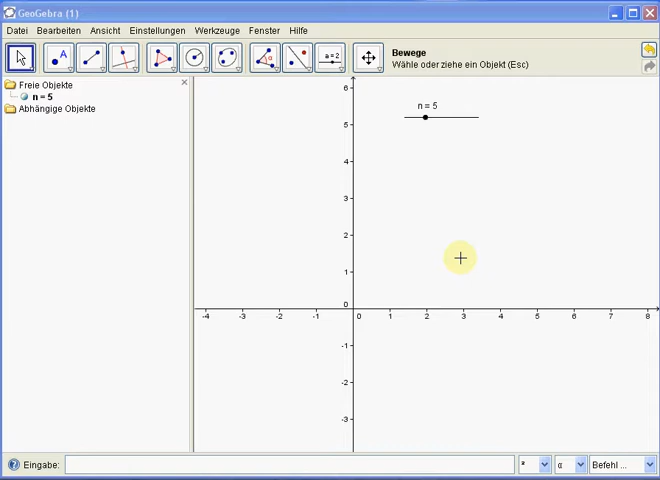 GeoGebra (1)
Datei Bearbeiten Ansicht Einstellungen Werkzeuge Fenster Hilfe
A
α
a = 2
Bewege
Wähle oder ziehe ein Objekt (Esc)
Freie Objekte
n = 5
Abhängige Objekte
n = 5
6
5
4
3
2
1
0
-4 -3 -2 -1 0 1 2 3 4 5 6 7 8
-1
-2
-3
Eingabe: ² α Befehl ...